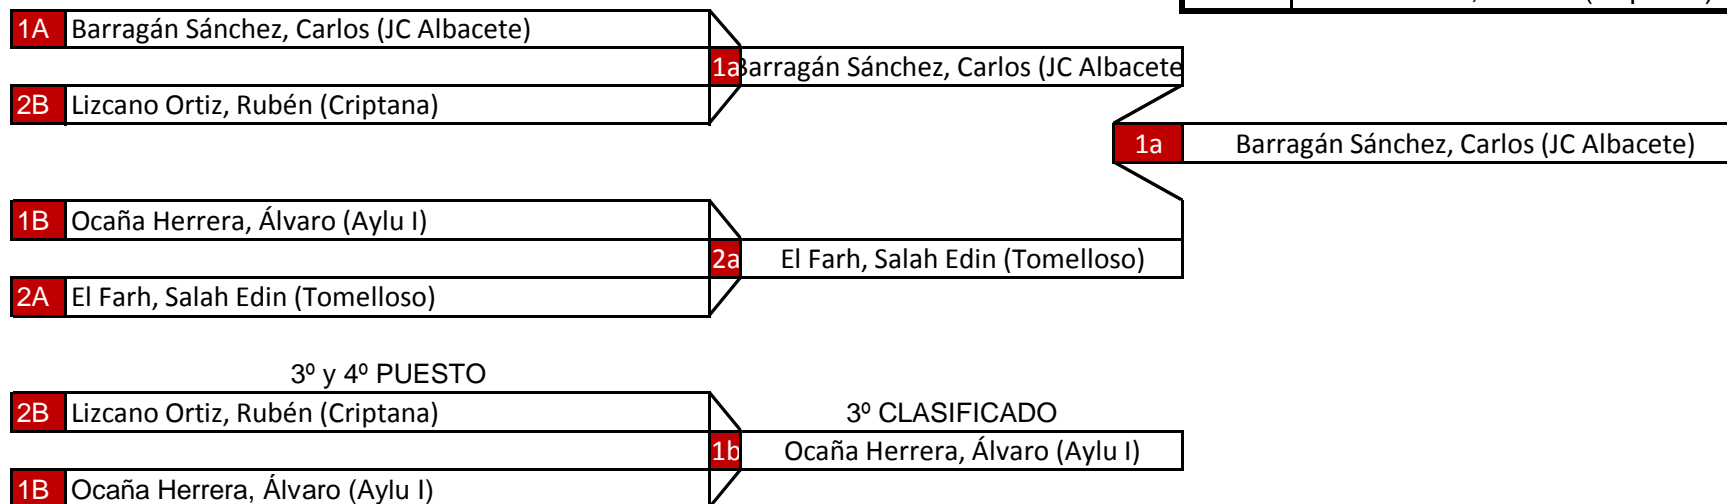 1A Barragán Sánchez, Carlos (JC Albacete)
1a Barragán Sánchez, Carlos (JC Albacete
2B Lizcano Ortiz, Rubén (Criptana)
1a Barragán Sánchez, Carlos (JC Albacete)
1B Ocaña Herrera, Álvaro (Aylu I)
2a El Farh, Salah Edin (Tomelloso)
2A El Farh, Salah Edin (Tomelloso)
3º y 4º PUESTO
2B Lizcano Ortiz, Rubén (Criptana)
3º CLASIFICADO
1b Ocaña Herrera, Álvaro (Aylu I)
1B Ocaña Herrera, Álvaro (Aylu I)